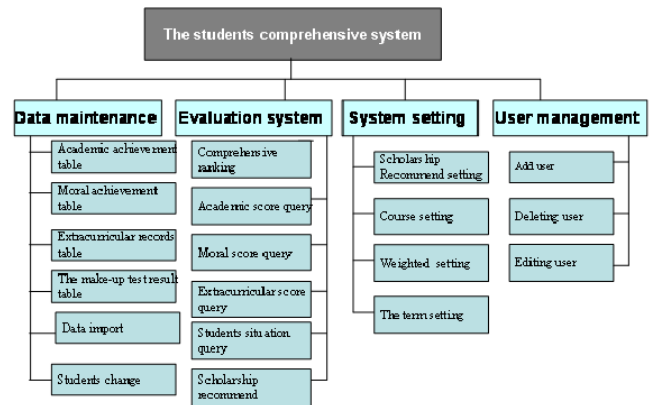 The students comprehensive system
Data maintenance
Academic achievement
table
Moral achievement
table
Extracurricular records
table
The make-up test result
table
Data import
Students change
Evaluation system
Comprehensive
ranking
Academic score query
Moral score query
Extracurricular score
query
Students situation
query
Scholarship
recommend
System setting
Scholarship
Recommend setting
Course setting
Weighted setting
The term setting
User management
Add user
Deleting user
Editing user